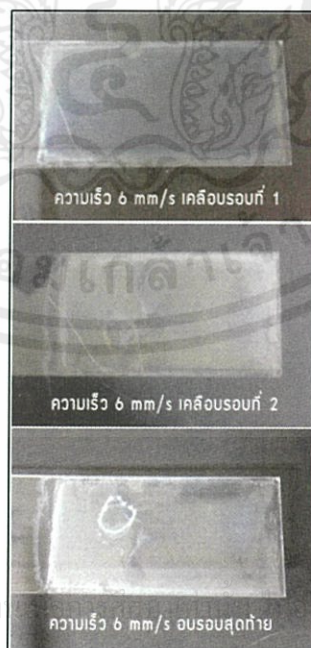 ความเร็ว 6 mm/s เคลือบรอบที่ 1
ความเร็ว 6 mm/s เคลือบรอบที่ 2
ความเร็ว 6 mm/s อบรอบสุดท้าย